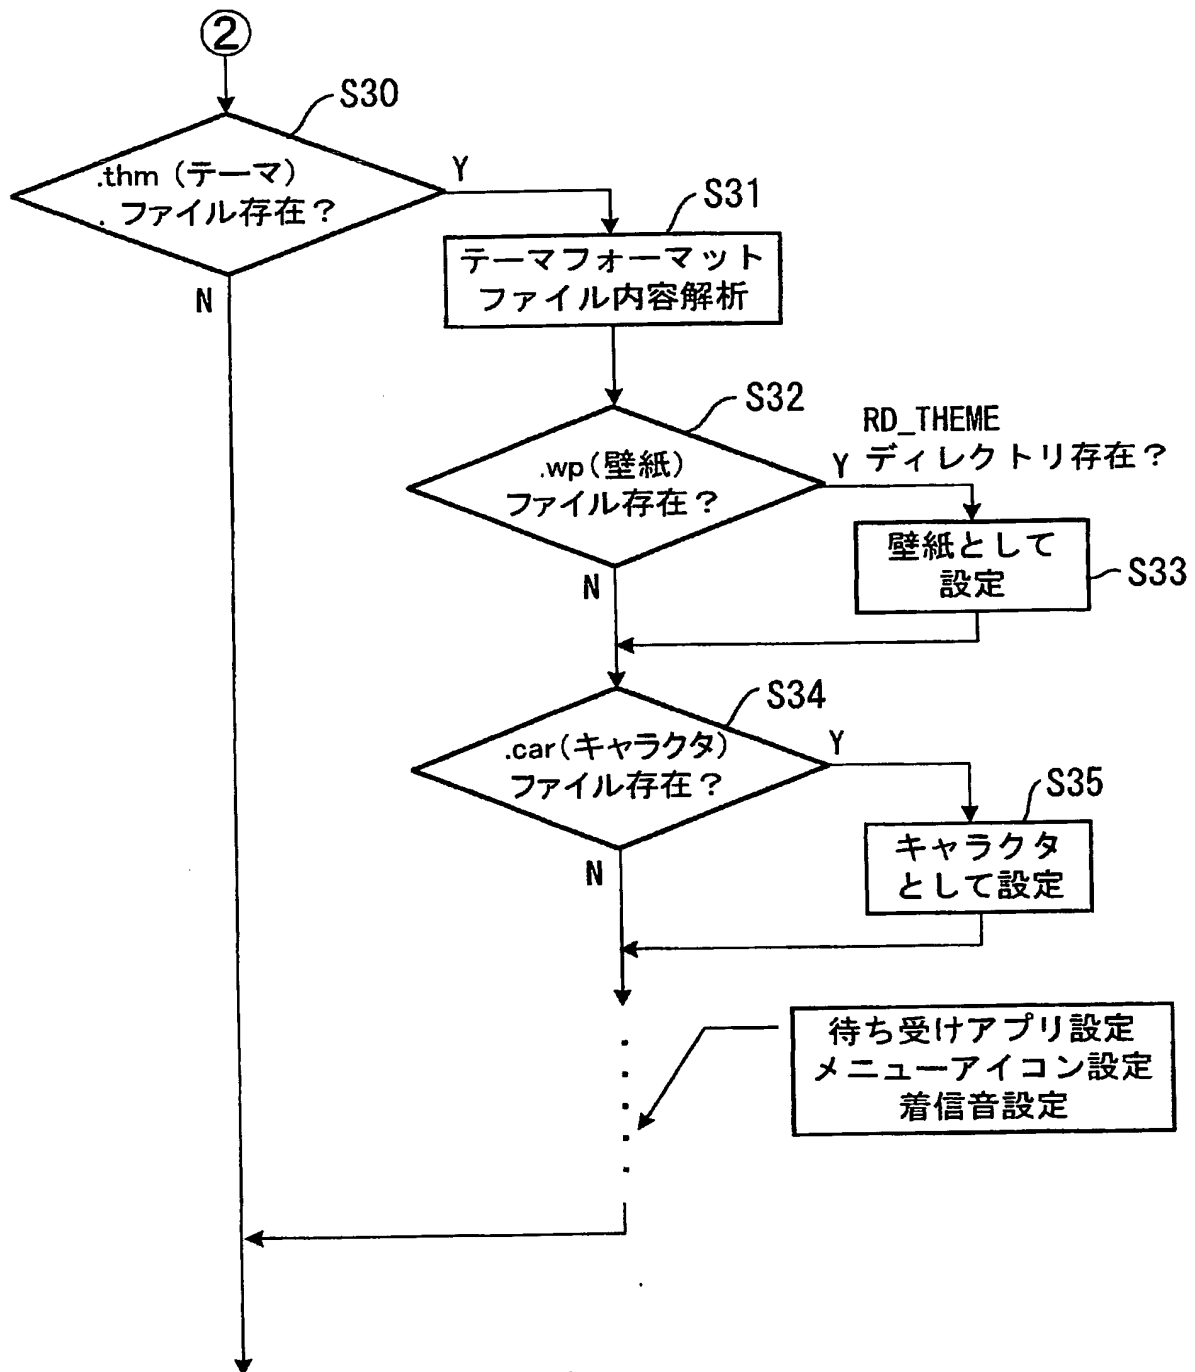 ②
S30
.thm (テーマ)
ファイル存在？
Y
N
S31
テーマフォーマット
ファイル内容解析
S32
.wp(壁紙)
ファイル存在？
RD_THEME
Y ディレクトリ存在？
N
壁紙として
設定
S33
S34
.car(キャラクタ)
ファイル存在？
Y
N
S35
キャラクタ
として設定
待ち受けアプリ設定
メニューアイコン設定
着信音設定